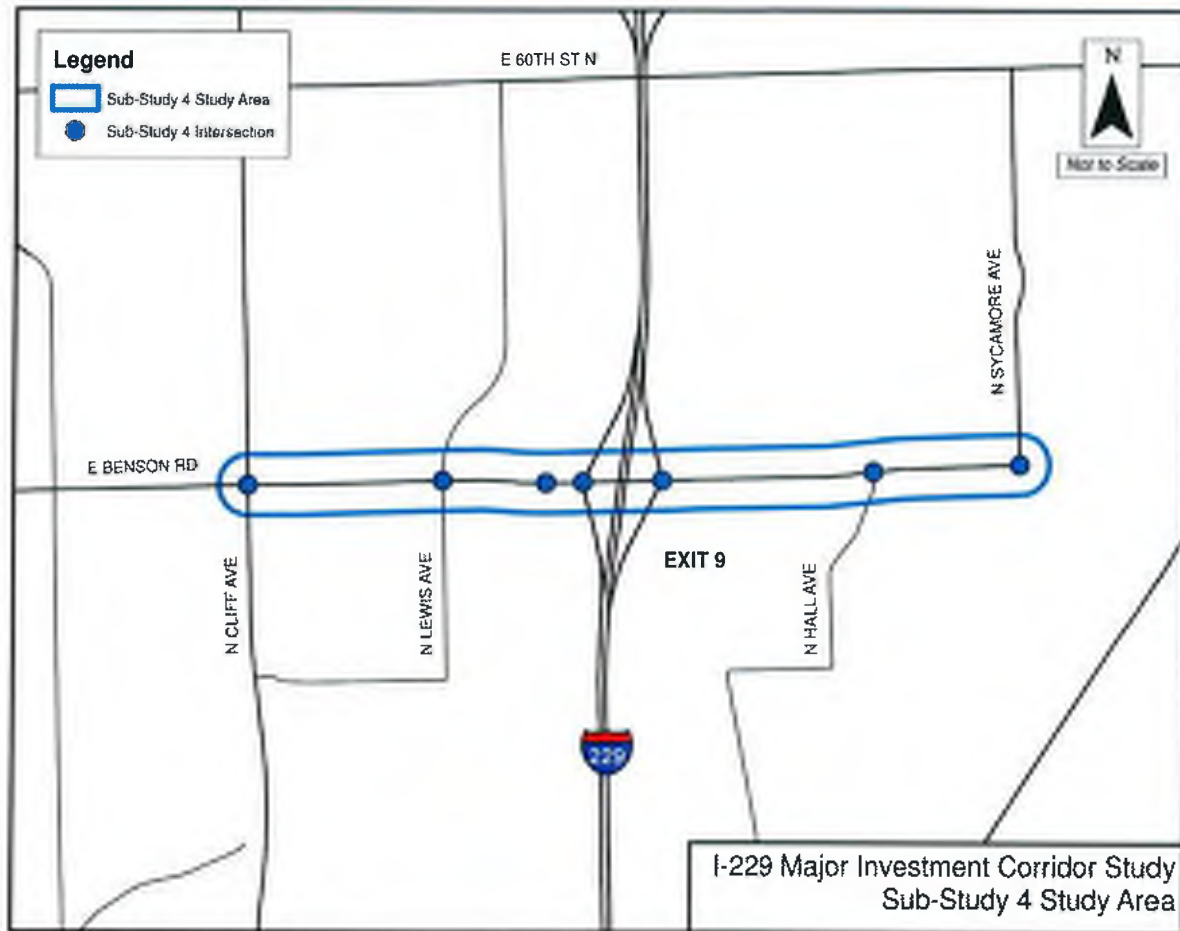 Legend
Sub-Study 4 Study Area
Sub-Study 4 Intersection
E 60TH ST N
N
Not to Scale
N SYCAMORE AVE
E BENSON RD
EXIT 9
N CLIFF AVE
N LEWIS AVE
N HALL AVE
229
I-229 Major Investment Corridor Study
Sub-Study 4 Study Area